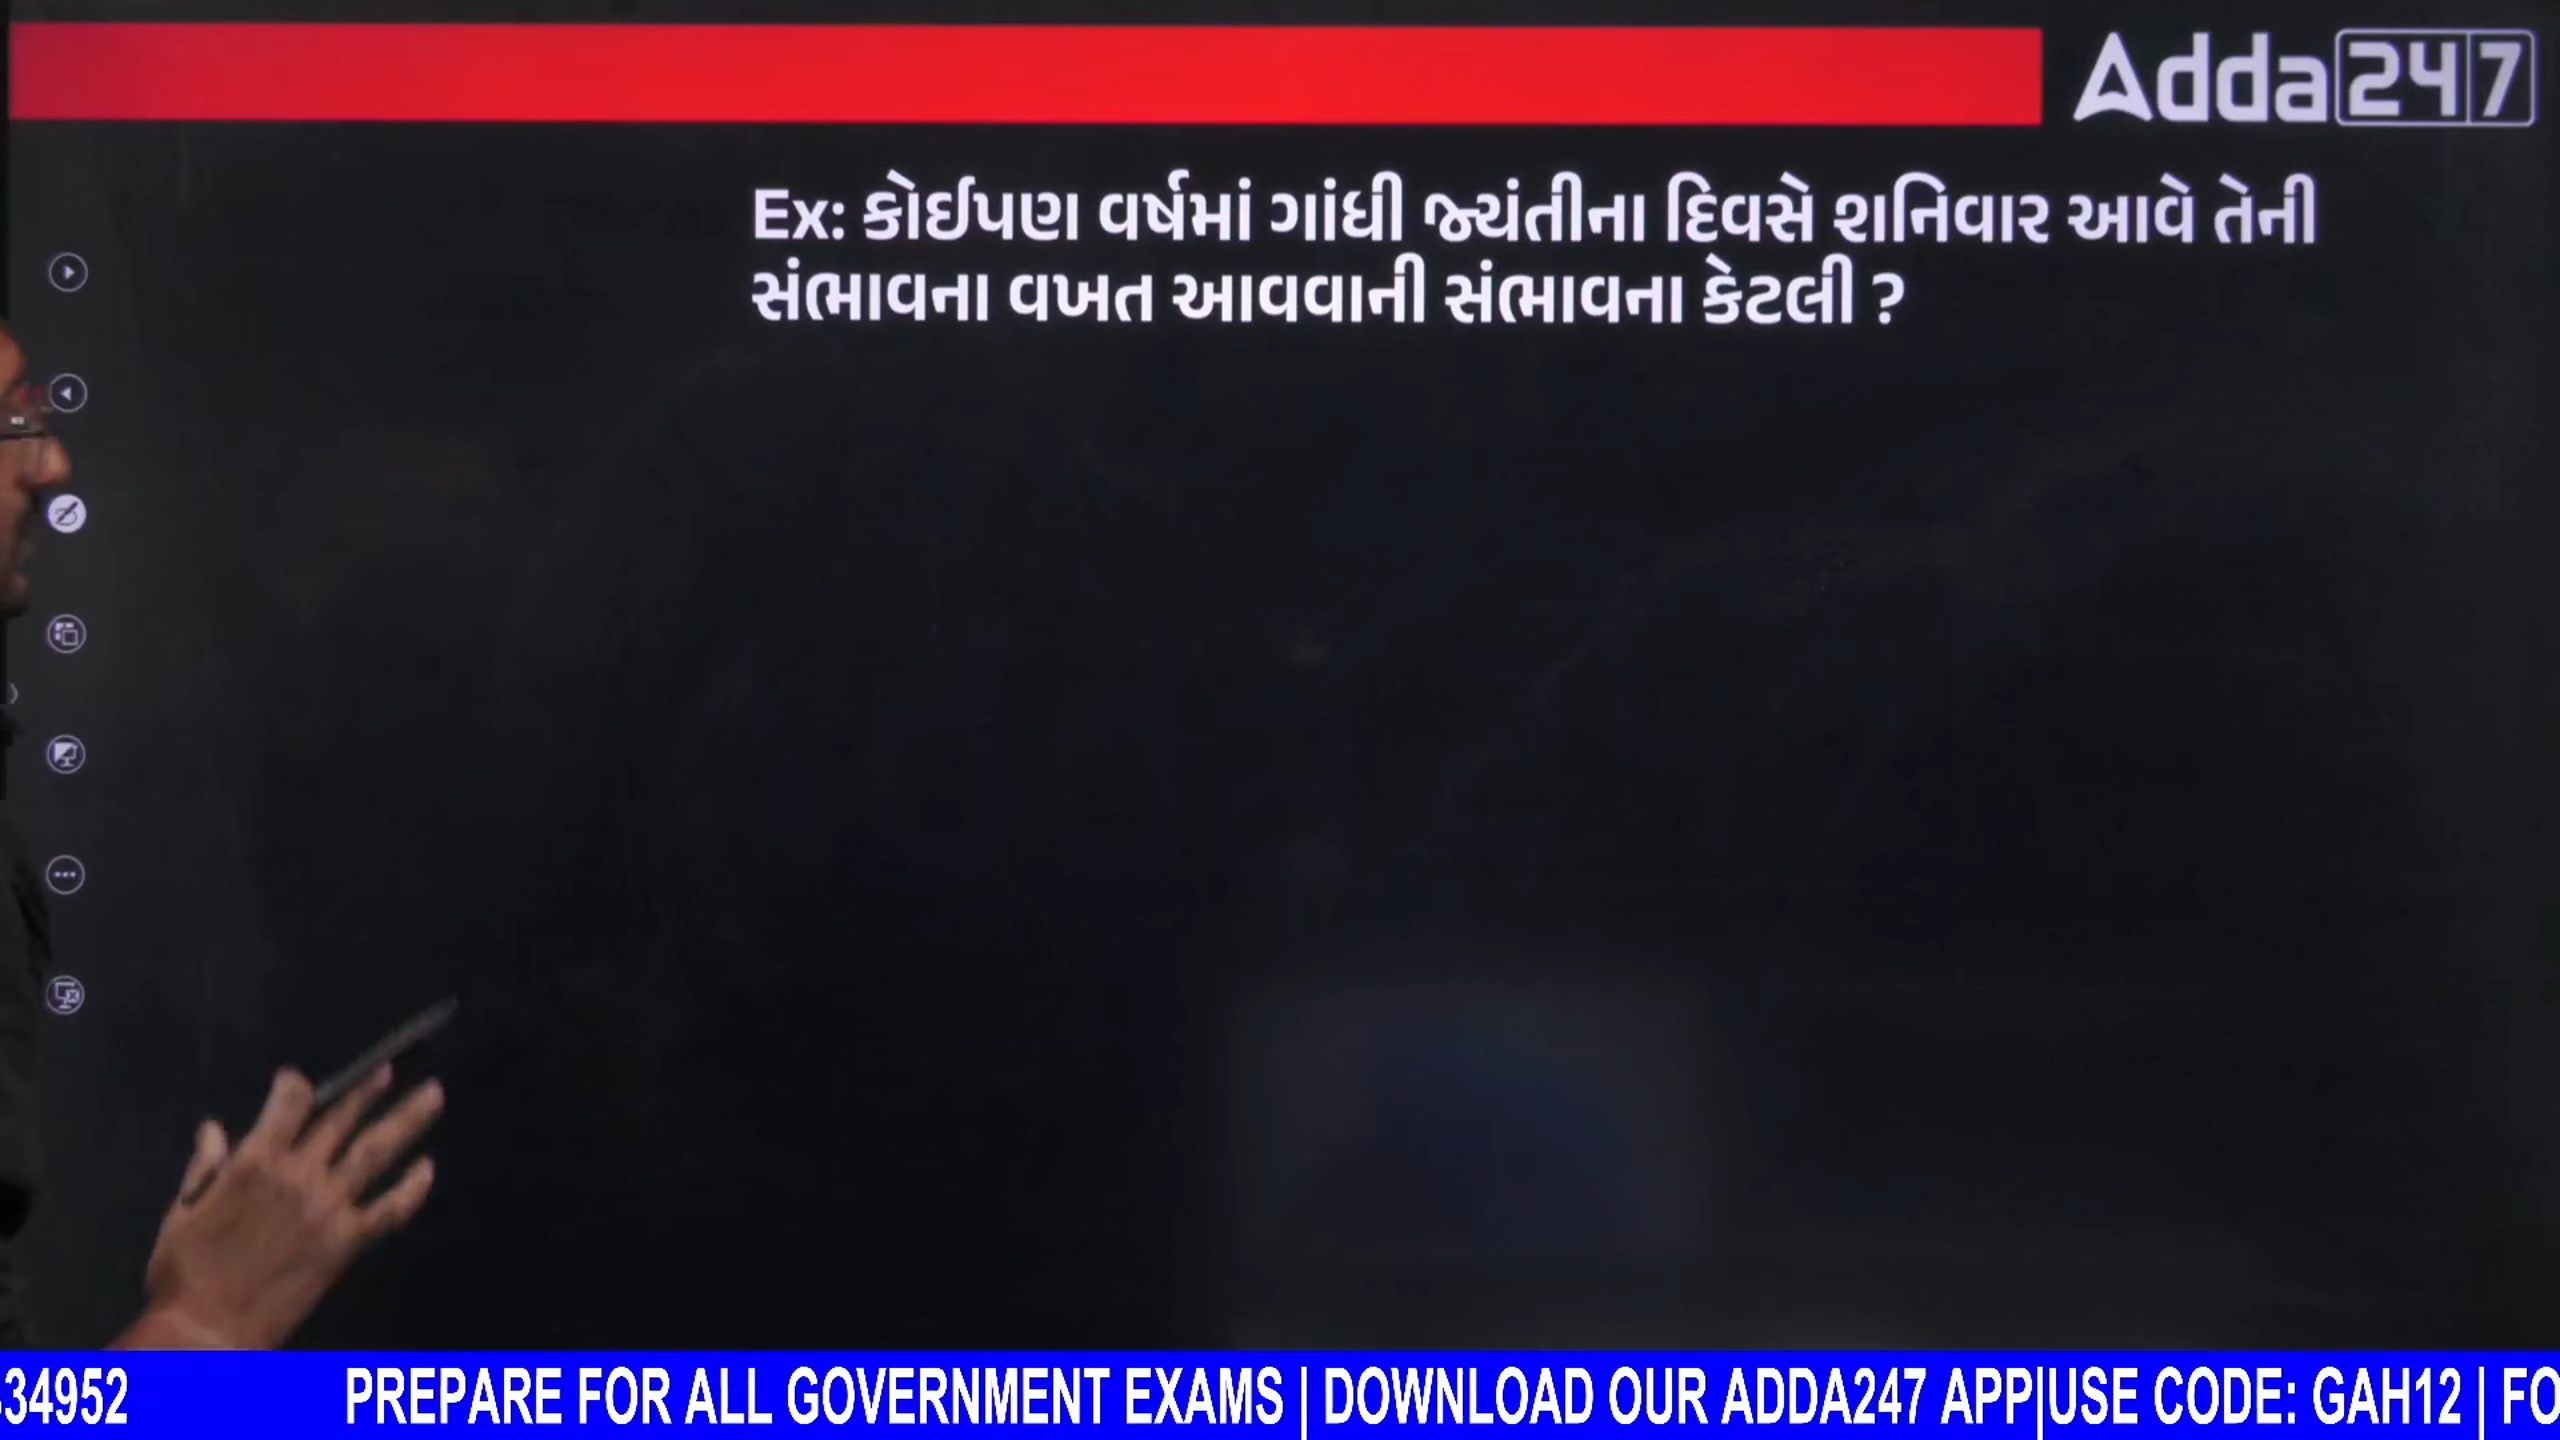 Adda247
Ex: કોઈપણ વર્ષમાં ગાંધી જ્યંતીના દિવસે શનિવાર આવે તેની
સંભાવના વખત આવવાની સંભાવના કેટલી ?
34952 PREPARE FOR ALL GOVERNMENT EXAMS | DOWNLOAD OUR ADDA247 APP|USE CODE: GAH12 | FO